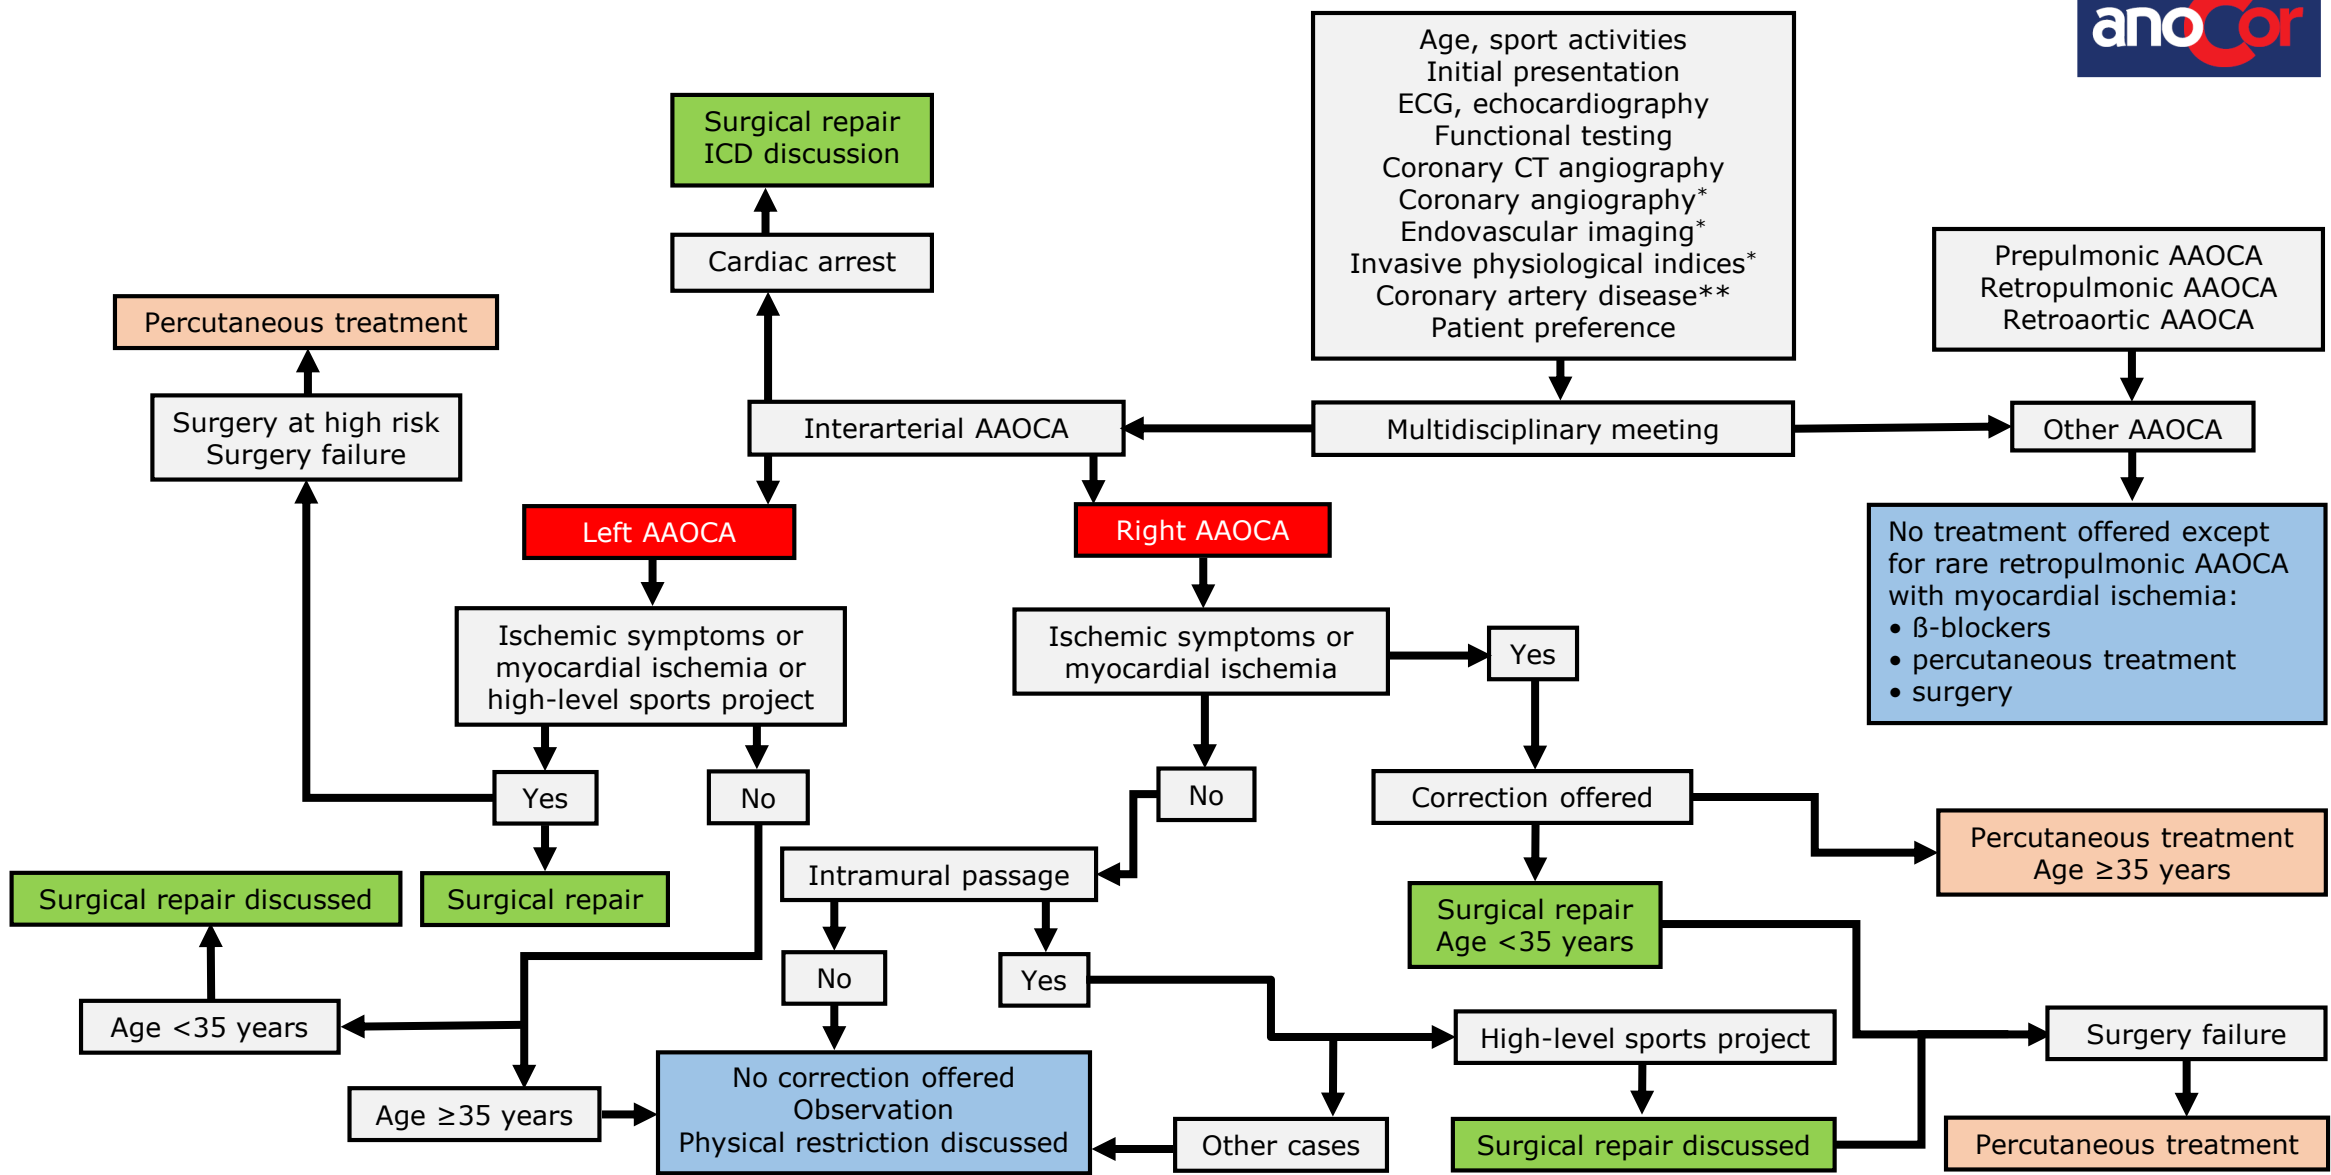 anoCor
Age, sport activities
Initial presentation
ECG, echocardiography
Functional testing
Coronary CT angiography
Coronary angiography*
Endovascular imaging*
Invasive physiological indices*
Coronary artery disease**
Patient preference
Surgical repair
ICD discussion
Cardiac arrest
Prepulmonic AAOCA
Retropulmonic AAOCA
Retroaortic AAOCA
Percutaneous treatment
Surgery at high risk
Surgery failure
Interarterial AAOCA
Multidisciplinary meeting
Other AAOCA
Left AAOCA
Right AAOCA
No treatment offered except
for rare retropulmonic AAOCA
with myocardial ischemia:
• ß-blockers
• percutaneous treatment
• surgery
Ischemic symptoms or
myocardial ischemia or
high-level sports project
Ischemic symptoms or
myocardial ischemia
Yes
Yes
No
No
Correction offered
Percutaneous treatment
Age ≥35 years
Intramural passage
Surgical repair discussed
Surgical repair
Surgical repair
Age <35 years
No
Yes
Age <35 years
High-level sports project
Surgery failure
Age ≥35 years
No correction offered
Observation
Physical restriction discussed
Other cases
Surgical repair discussed
Percutaneous treatment